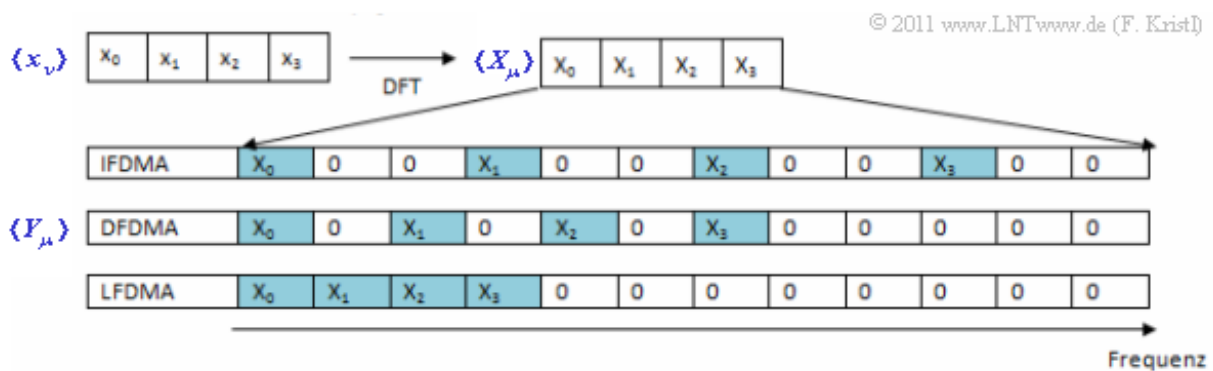 © 2011 www.LNTwww.de (F. Kristl)
⟨xᵥ⟩ x₀ x₁ x₂ x₃ DFT ⟨X_μ⟩ X₀ X₁ X₂ X₃
IFDMA X₀ 0 0 X₁ 0 0 X₂ 0 0 X₃ 0 0
⟨Y_μ⟩ DFDMA X₀ 0 X₁ 0 X₂ 0 X₃ 0 0 0 0 0
LFDMA X₀ X₁ X₂ X₃ 0 0 0 0 0 0 0 0
Frequenz